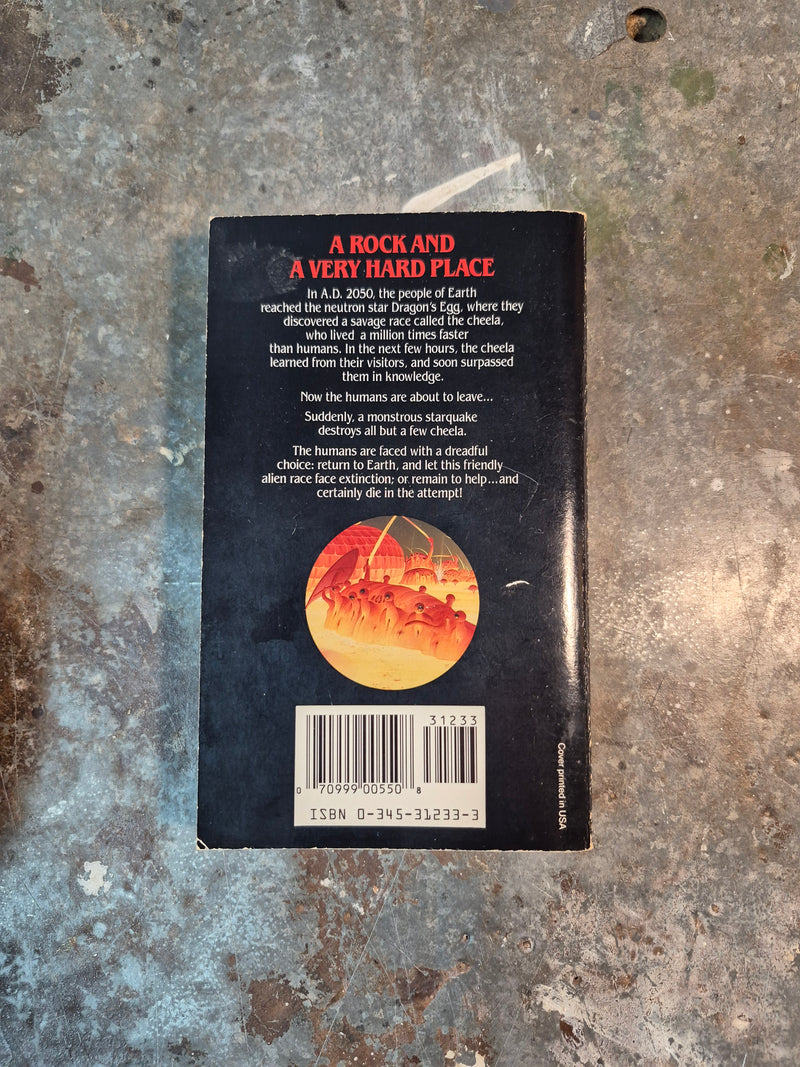 A ROCK AND
A VERY HARD PLACE
In A.D. 2050, the people of Earth
reached the neutron star Dragon's Egg, where they
discovered a savage race called the cheela,
who lived a million times faster
than humans. In the next few hours, the cheela
learned from their visitors, and soon surpassed
them in knowledge.
Now the humans are about to leave...
Suddenly, a monstrous starquake
destroys all but a few cheela.
The humans are faced with a dreadful
choice: return to Earth, and let this friendly
alien race face extinction; or remain to help...and
certainly die in the attempt!
31233
0 70999 00550 8
ISBN 0-345-31233-3
Cover printed in USA